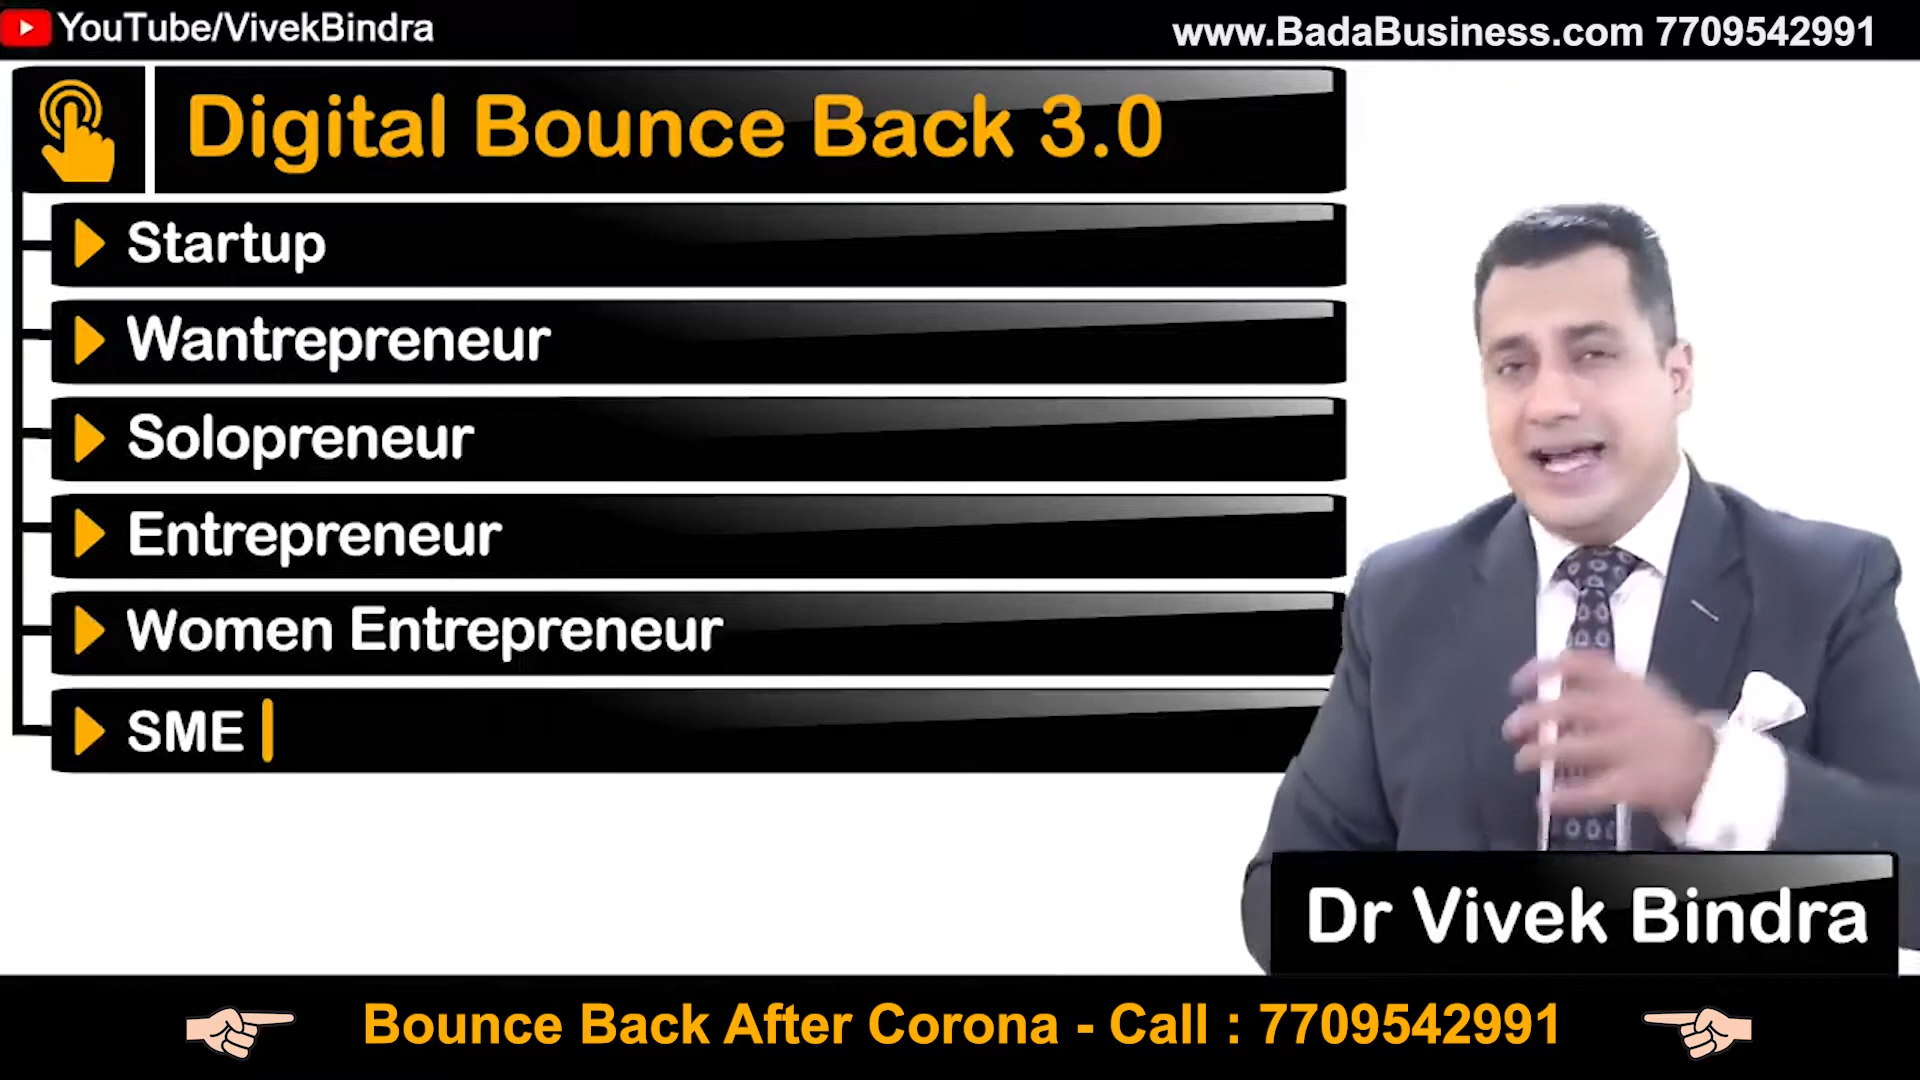 YouTube/VivekBindra
www.BadaBusiness.com 7709542991
Digital Bounce Back 3.0
Startup
Wantrepreneur
Solopreneur
Entrepreneur
Women Entrepreneur
SME
Dr Vivek Bindra
Bounce Back After Corona - Call : 7709542991